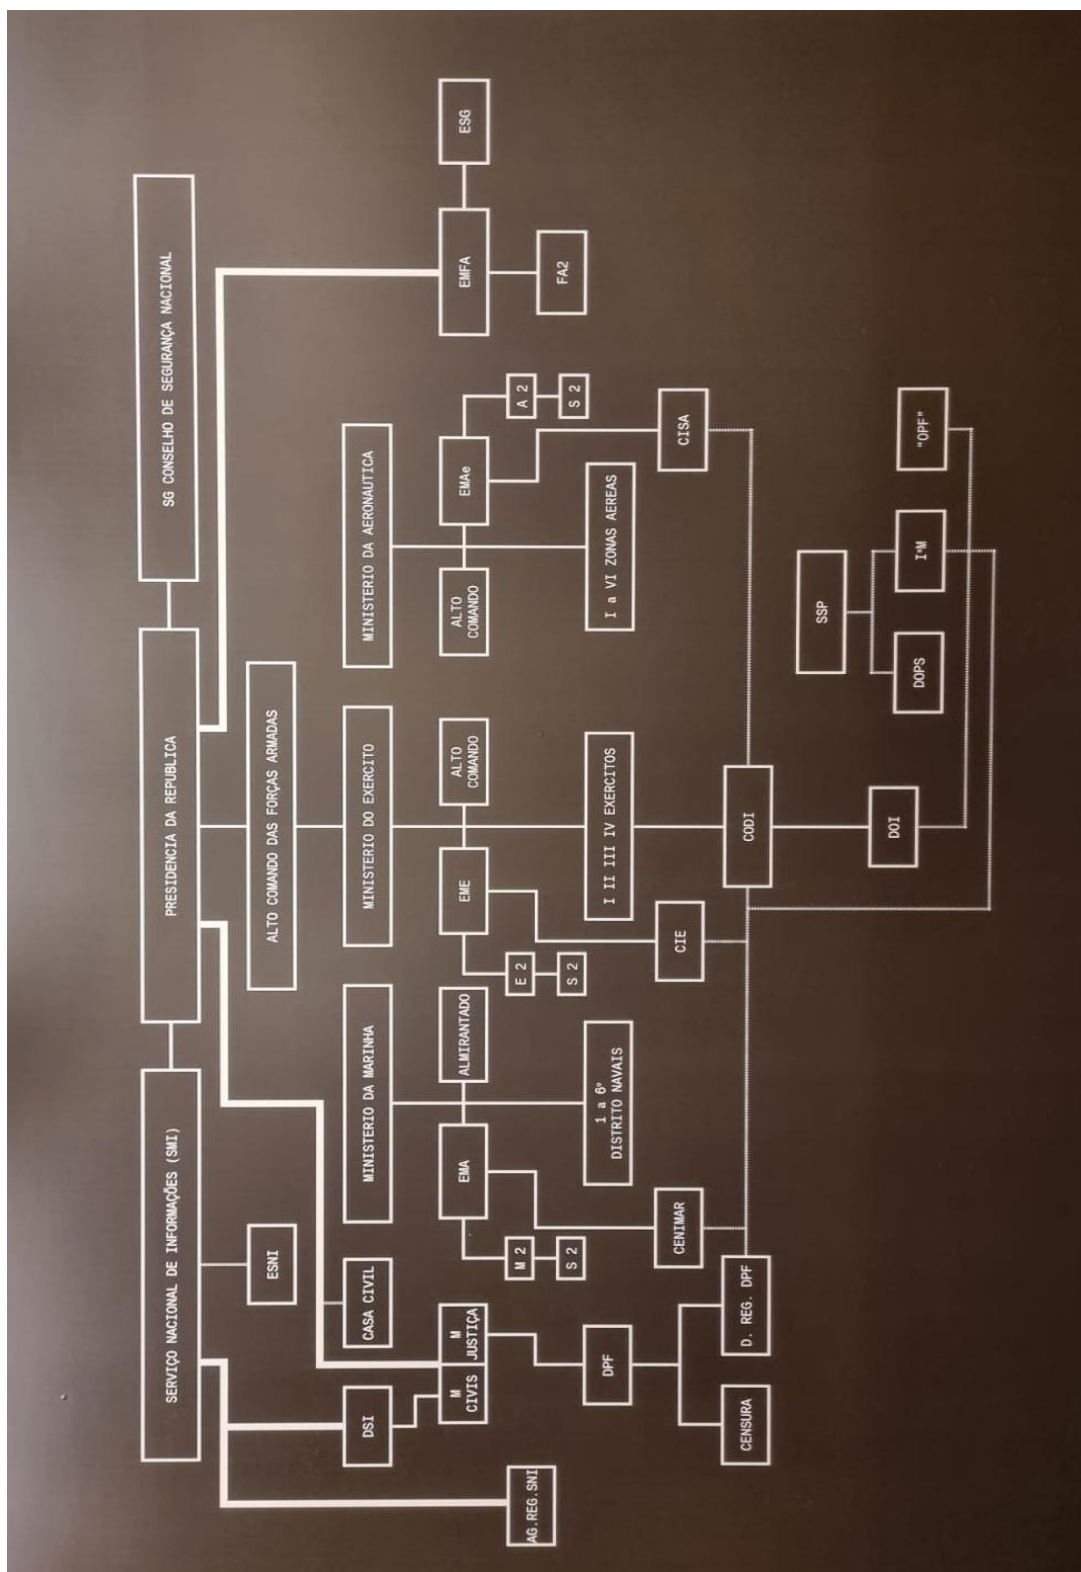 SERVIÇO NACIONAL DE INFORMAÇÕES (SMI)
PRESIDENCIA DA REPUBLICA
SG CONSELHO DE SEGURANÇA NACIONAL
ESNI
ALTO COMANDO DAS FORÇAS ARMADAS
DSI
CASA CIVIL
MINISTERIO DA MARINHA
MINISTERIO DO EXERCITO
MINISTERIO DA AERONAUTICA
M
CIVIS
M
JUSTIÇA
EMA
ALMIRANTADO
EME
ALTO
COMANDO
ALTO
COMANDO
EMAe
EMFA
ESG
AG.REG.SNI
M 2
E 2
A 2
FA2
S 2
S 2
S 2
DPF
1 a 6º
DISTRITO NAVAIS
I II III IV EXERCITOS
I a VI ZONAS AEREAS
CENIMAR
CIE
CISA
CENSURA
D. REG. DPF
CODI
SSP
DOI
DOPS
IªM
"OPF"